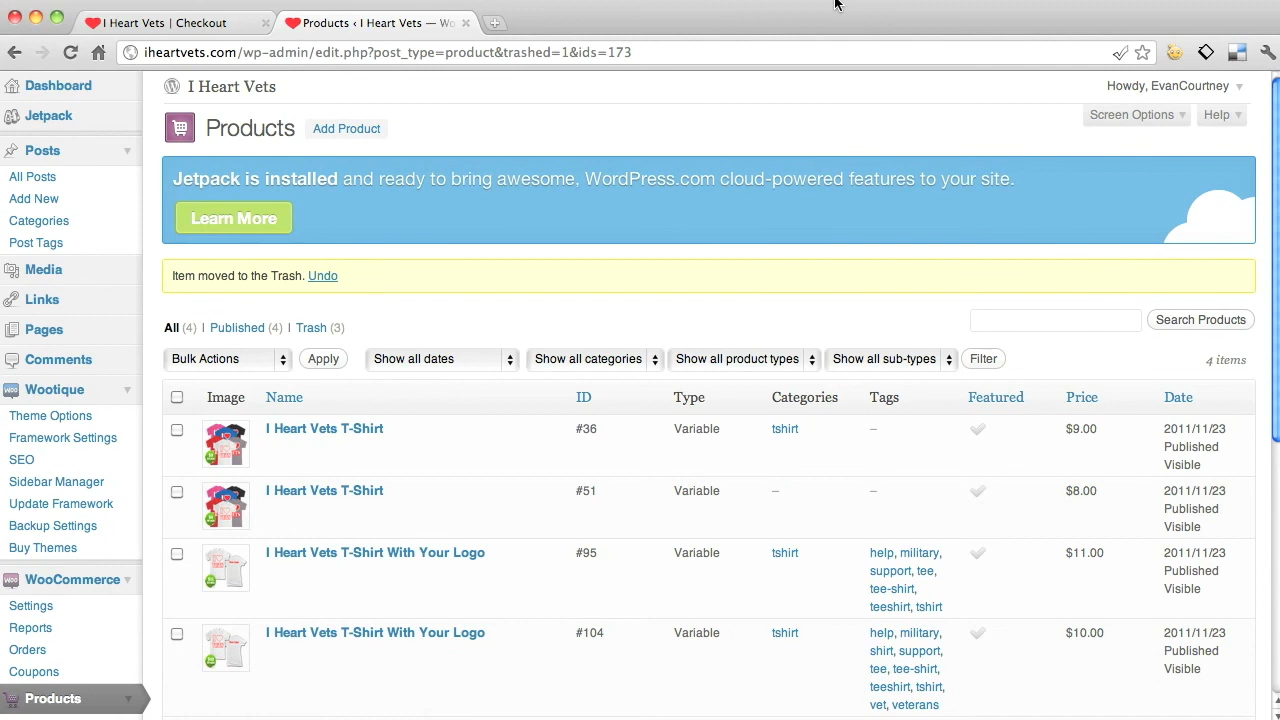 I Heart Vets | Checkout
Products ‹ I Heart Vets — Wo
iheartvets.com/wp-admin/edit.php?post_type=product&trashed=1&ids=173
Dashboard
Jetpack
Posts
All Posts
Add New
Categories
Post Tags
Media
Links
Pages
Comments
Wootique
Theme Options
Framework Settings
SEO
Sidebar Manager
Update Framework
Backup Settings
Buy Themes
WooCommerce
Settings
Reports
Orders
Coupons
Products
I Heart Vets
Howdy, EvanCourtney
Screen Options
Help
Products
Add Product
Jetpack is installed and ready to bring awesome, WordPress.com cloud-powered features to your site.
Learn More
Item moved to the Trash. Undo
All (4) | Published (4) | Trash (3)
Search Products
Bulk Actions
Apply
Show all dates
Show all categories
Show all product types
Show all sub-types
Filter
4 items
Image Name ID Type Categories Tags Featured Price Date
I Heart Vets T-Shirt #36 Variable tshirt – $9.00 2011/11/23
Published
Visible
I Heart Vets T-Shirt #51 Variable – – $8.00 2011/11/23
Published
Visible
I Heart Vets T-Shirt With Your Logo #95 Variable tshirt help, military, $11.00 2011/11/23
support, tee, Published
tee-shirt, Visible
teeshirt, tshirt
I Heart Vets T-Shirt With Your Logo #104 Variable tshirt help, military, $10.00 2011/11/23
shirt, support, Published
tee, tee-shirt, Visible
teeshirt, tshirt,
vet, veterans